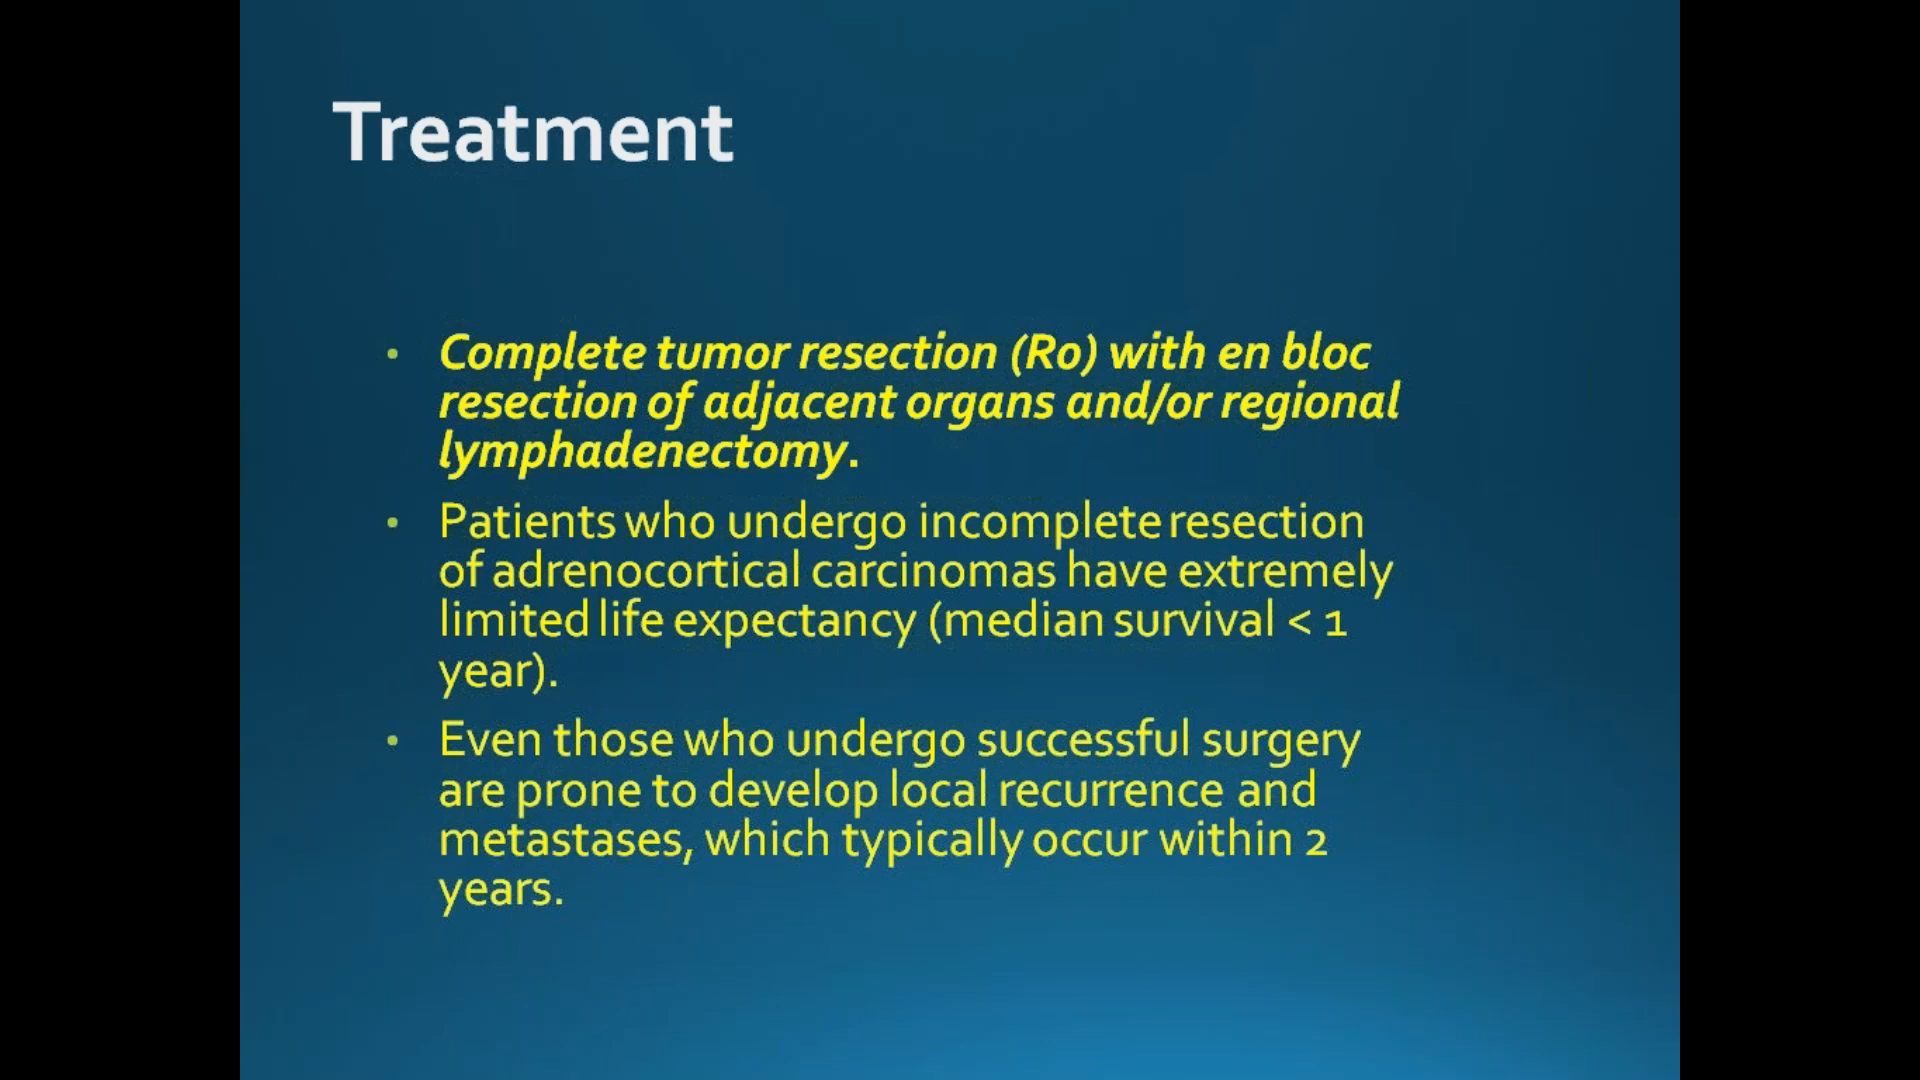 Treatment
• Complete tumor resection (R0) with en bloc
resection of adjacent organs and/or regional
lymphadenectomy.
• Patients who undergo incomplete resection
of adrenocortical carcinomas have extremely
limited life expectancy (median survival < 1
year).
• Even those who undergo successful surgery
are prone to develop local recurrence and
metastases, which typically occur within 2
years.